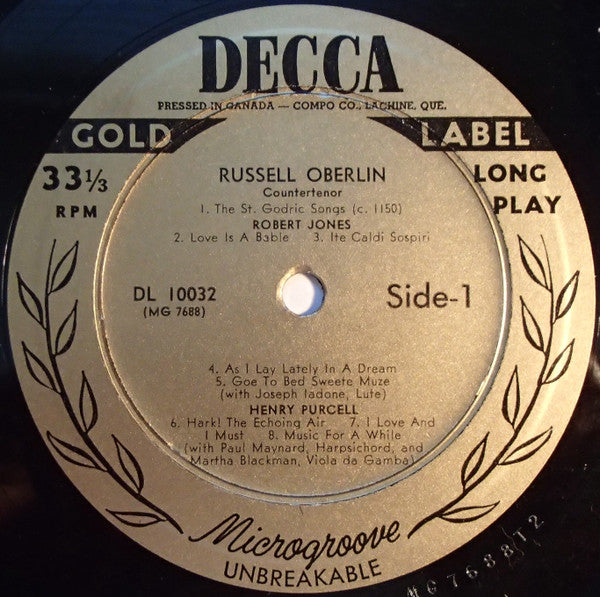 DECCA
PRESSED IN CANADA — COMPO CO., LACHINE, QUE.
GOLD LABEL
33 1/3 RPM
LONG PLAY
RUSSELL OBERLIN
Countertenor
1. The St. Godric Songs (c. 1150)
ROBERT JONES
2. Love Is A Bable 3. Ite Caldi Sospiri
DL 10032
(MG 7688)
Side-1
4. As I Lay Lately In A Dream
5. Goe To Bed Sweete Muze
(with Joseph Iadone, Lute)
HENRY PURCELL
6. Hark! The Echoing Air 7. I Love And
I Must 8. Music For A While
(with Paul Maynard, Harpsichord, and
Martha Blackman, Viola da Gamba)
Microgroove
UNBREAKABLE
MG 7688T2